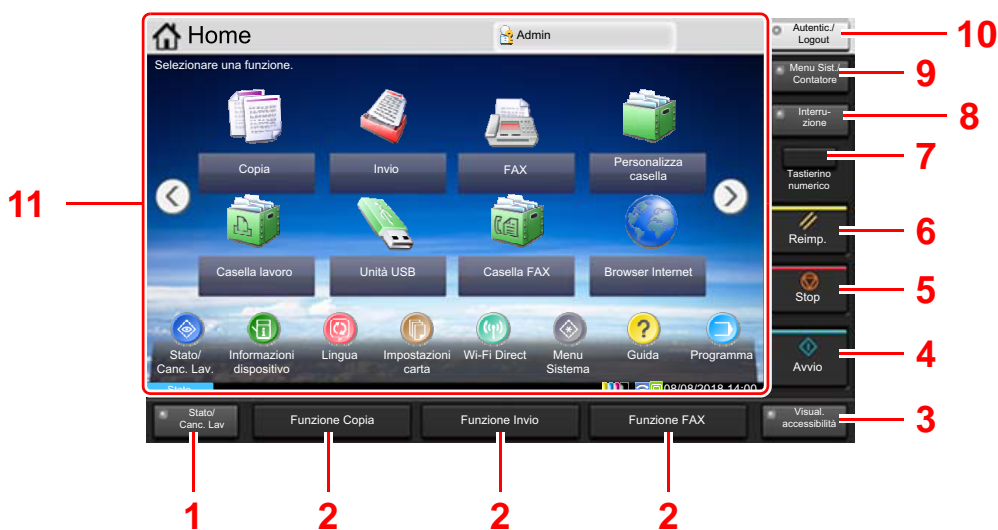 Home
Admin
Autentic./
Logout
10
Selezionare una funzione.
Menu Sist./
Contatore
9
Interru-
zione
8
Copia
Invio
FAX
Personalizza
casella
7
Tastierino
numerico
11
Reimp.
6
Casella lavoro
Unità USB
Casella FAX
Browser Internet
Stop
5
Stato/
Canc. Lav.
Informazioni
dispositivo
Lingua
Impostazioni
carta
Wi-Fi Direct
Menu
Sistema
Guida
Programma
Avvio
4
Stato
08/08/2018 14:00
Stato/
Canc. Lav
Funzione Copia
Funzione Invio
Funzione FAX
Visual.
accessibilità
3
1
2
2
2